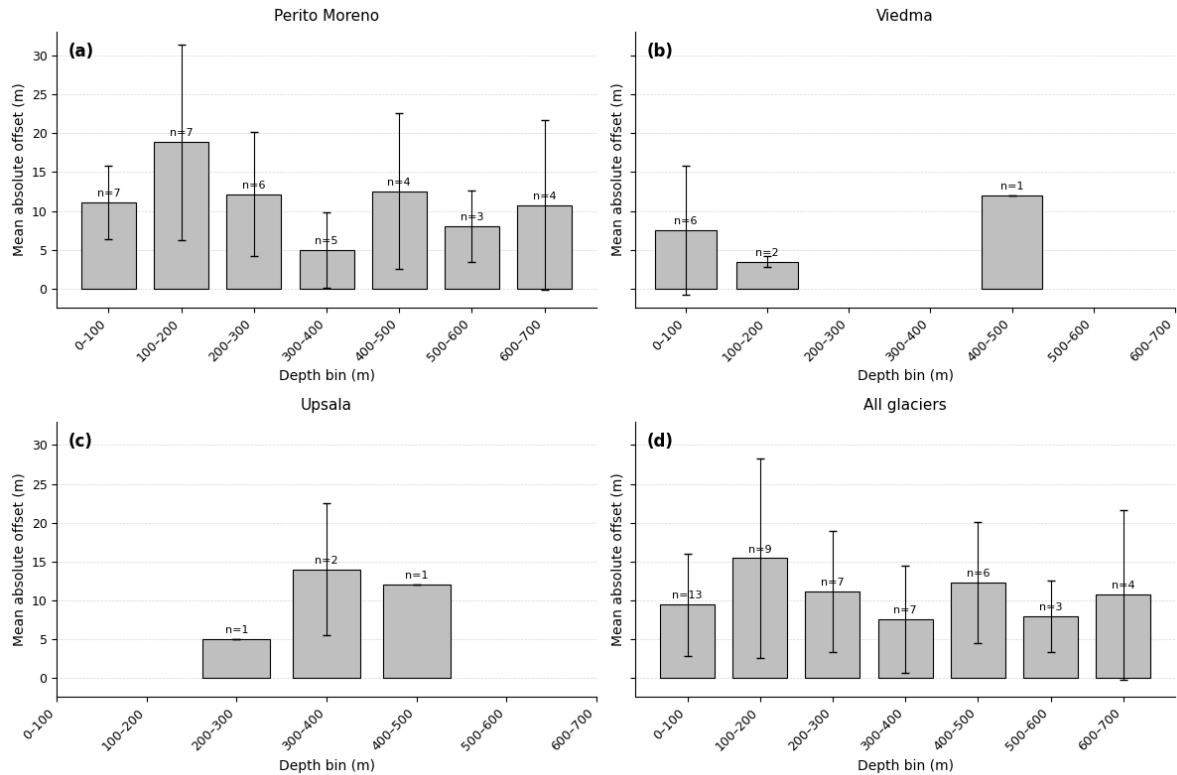 Perito Moreno
(a)
Mean absolute offset (m)
30
25
20
15
10
5
0
n=7
n=7
n=6
n=5
n=4
n=3
n=4
0–100
100–200
200–300
300–400
400–500
500–600
600–700
Depth bin (m)
Viedma
(b)
Mean absolute offset (m)
n=6
n=2
n=1
0–100
100–200
200–300
300–400
400–500
500–600
600–700
Depth bin (m)
Upsala
(c)
Mean absolute offset (m)
30
25
20
15
10
5
0
n=1
n=2
n=1
0–100
100–200
200–300
300–400
400–500
500–600
600–700
Depth bin (m)
All glaciers
(d)
Mean absolute offset (m)
n=13
n=9
n=7
n=7
n=6
n=3
n=4
0–100
100–200
200–300
300–400
400–500
500–600
600–700
Depth bin (m)